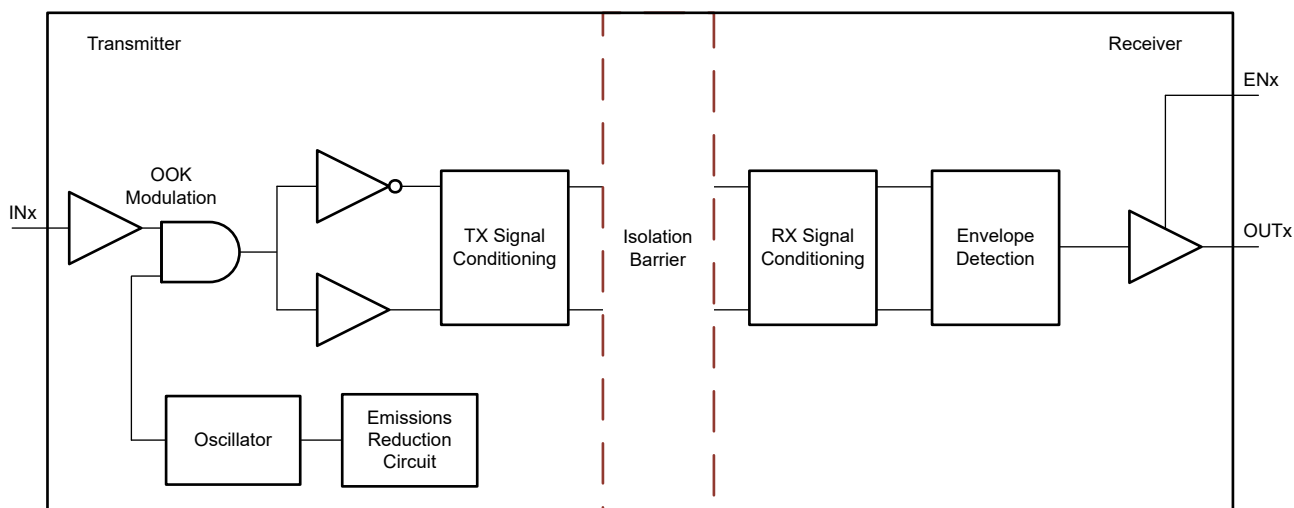 Transmitter
Receiver
ENx
OOK
Modulation
INx
TX Signal
Conditioning
Isolation
Barrier
RX Signal
Conditioning
Envelope
Detection
OUTx
Oscillator
Emissions
Reduction
Circuit